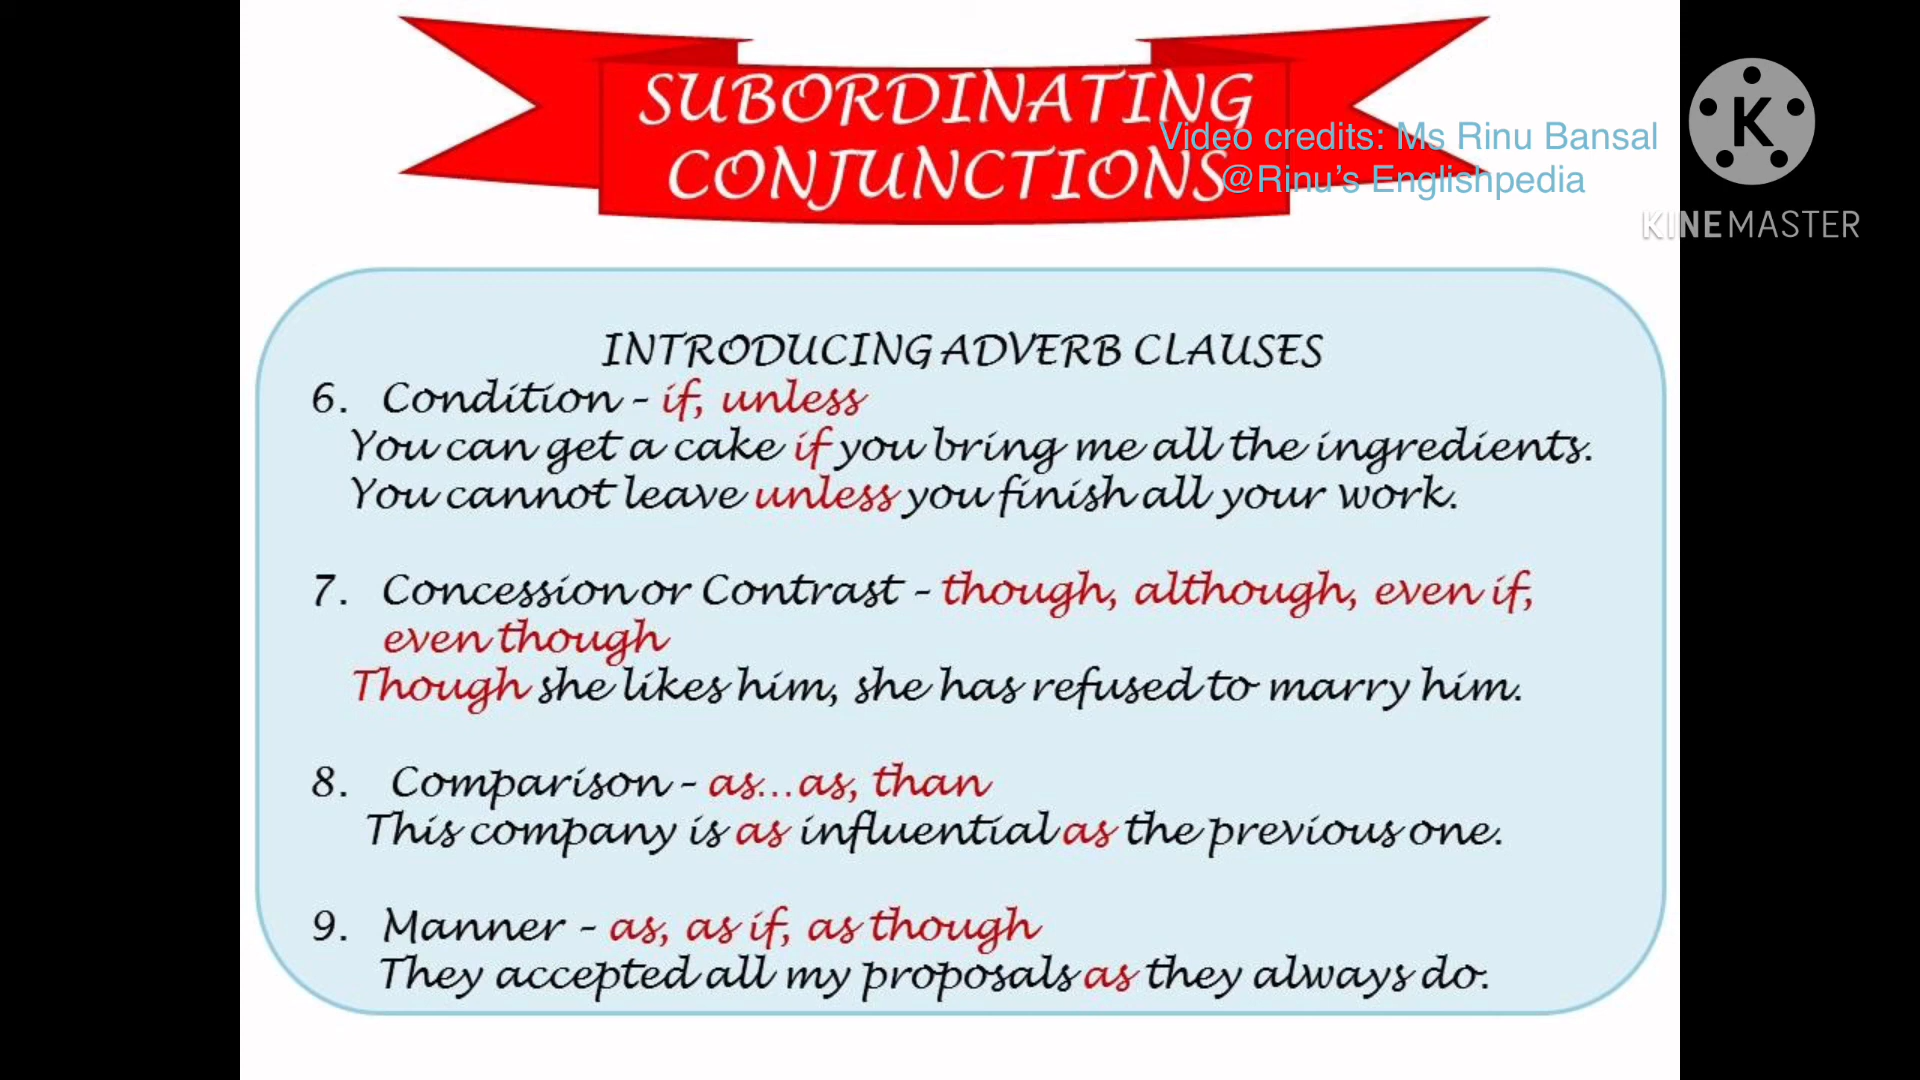 SUBORDINATING
CONJUNCTIONS
Video credits: Ms Rinu Bansal
@Rinu's Englishpedia
K
KINEMASTER
INTRODUCING ADVERB CLAUSES
6. Condition – if, unless
You can get a cake if you bring me all the ingredients.
You cannot leave unless you finish all your work.
7. Concession or Contrast – though, although, even if,
even though
Though she likes him, she has refused to marry him.
8. Comparison – as...as, than
This company is as influential as the previous one.
9. Manner – as, as if, as though
They accepted all my proposals as they always do.